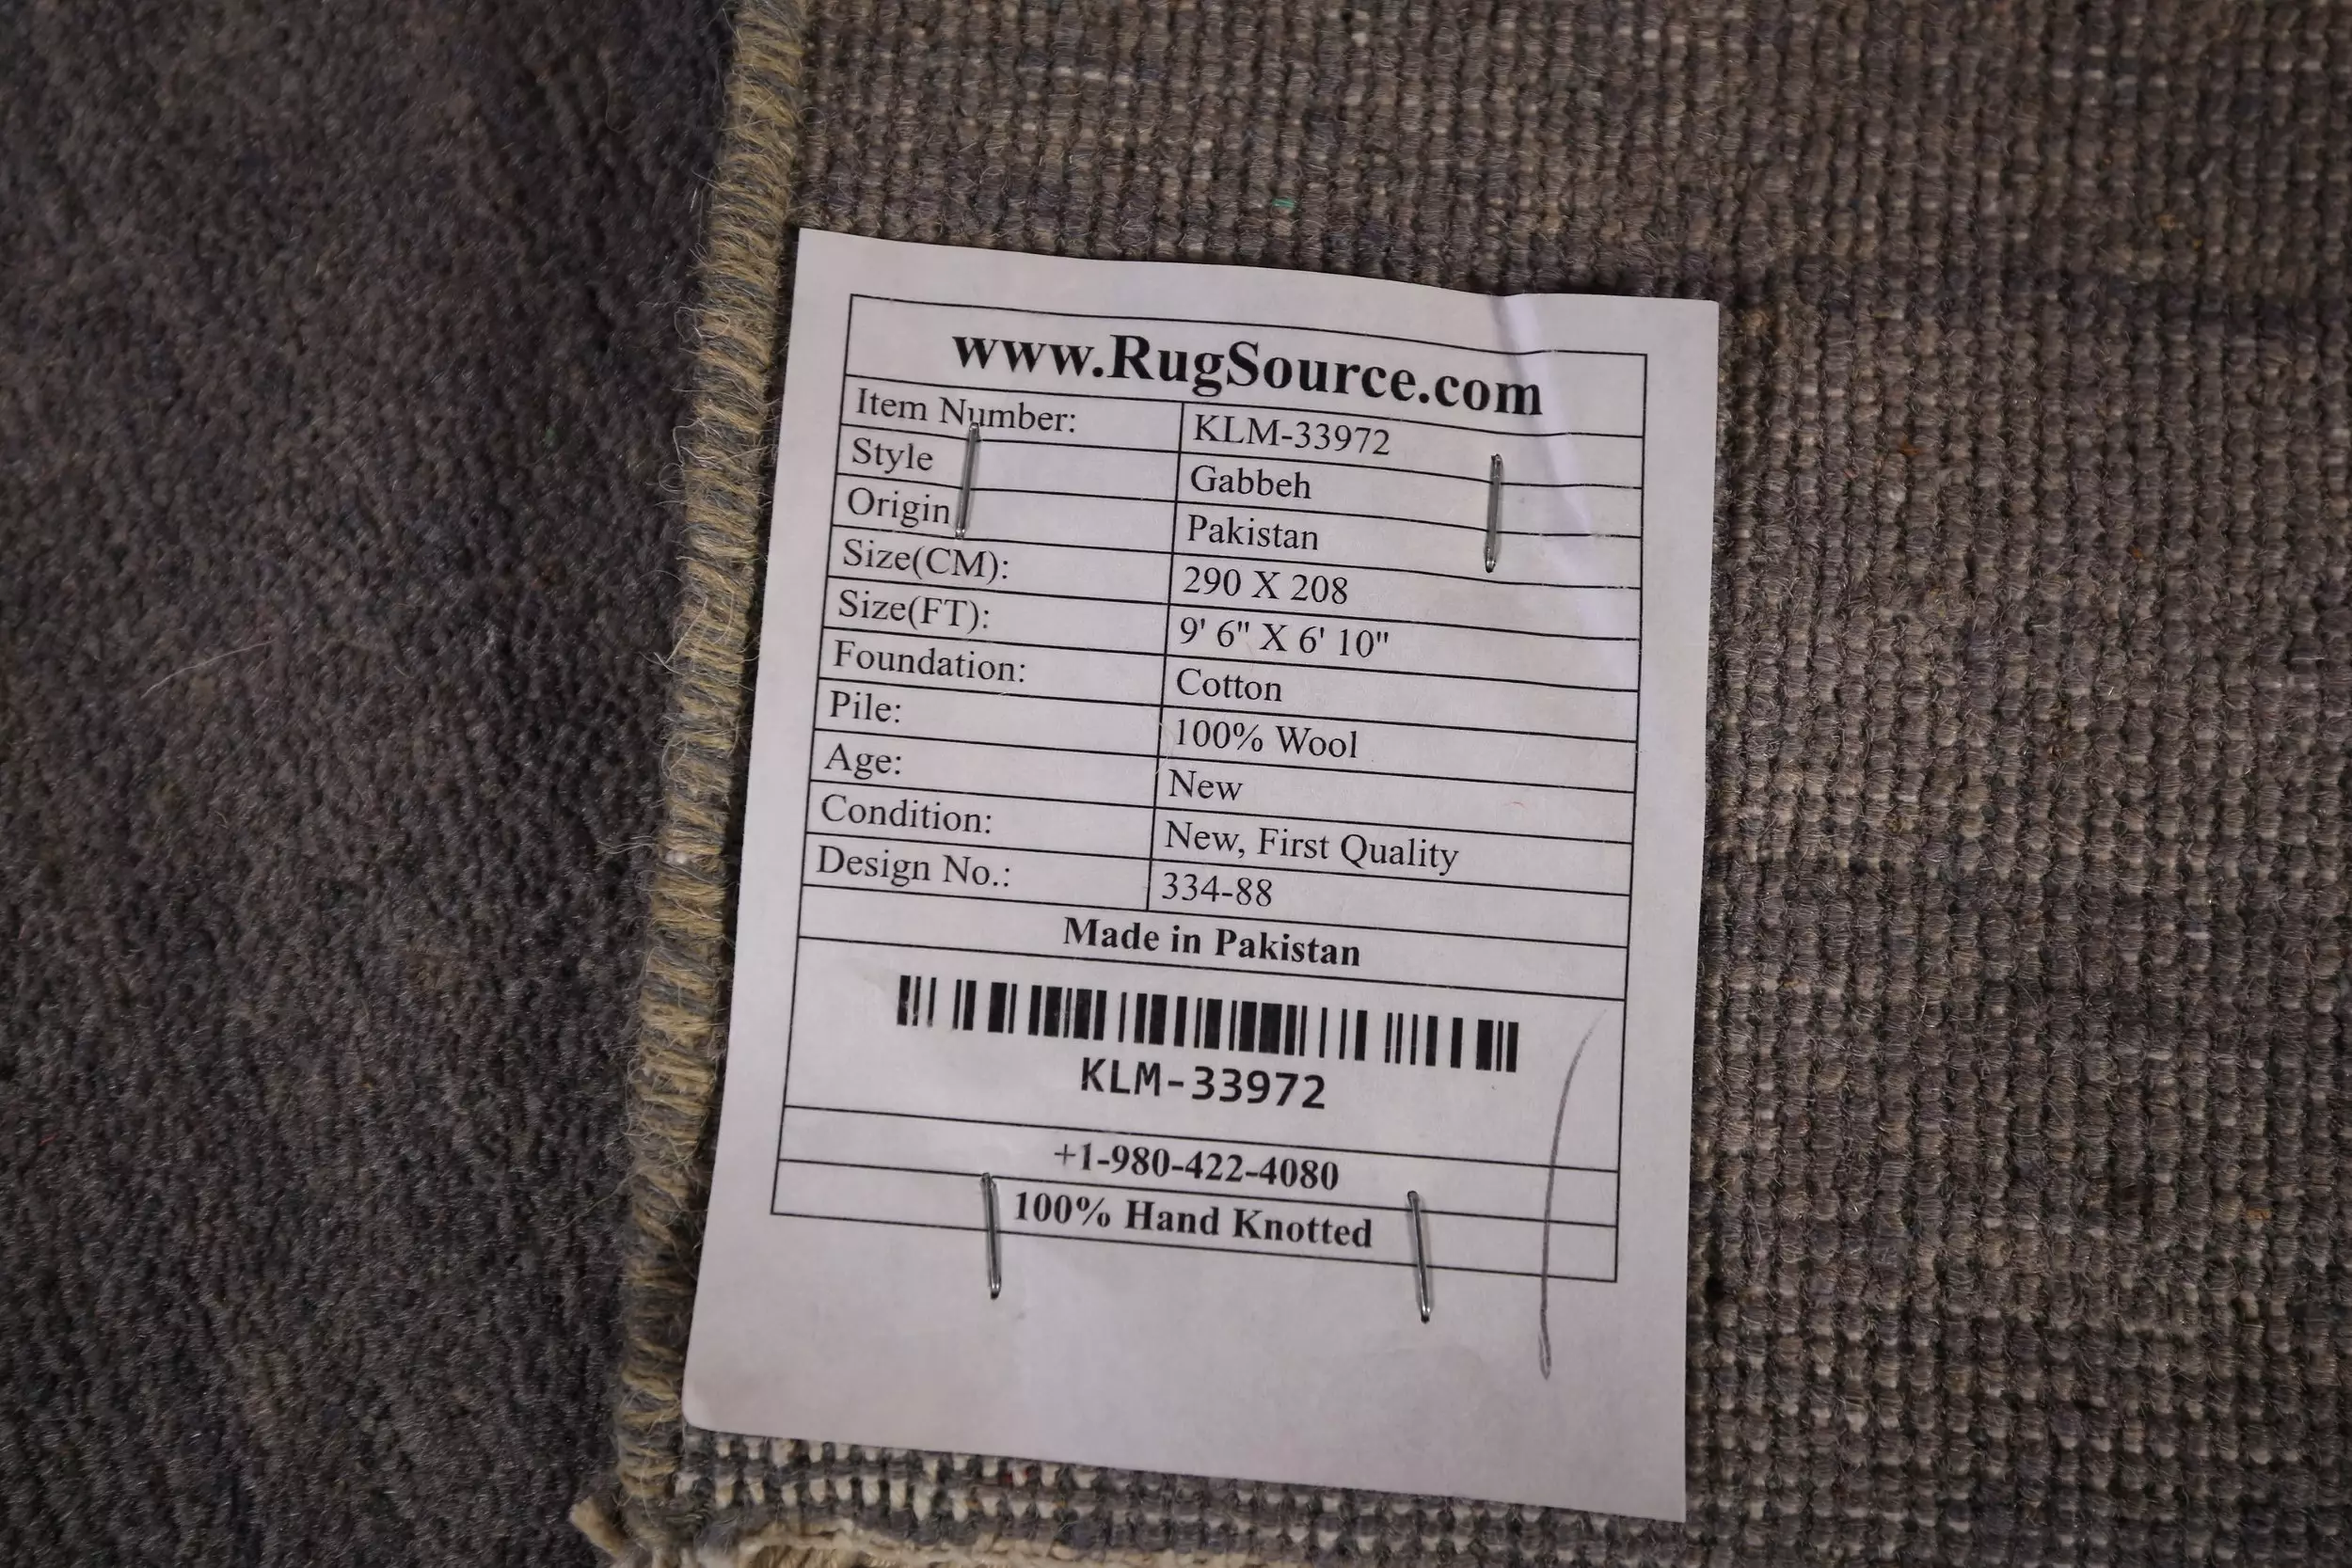 www.RugSource.com
Item Number: KLM-33972
Style Gabbeh
Origin Pakistan
Size(CM): 290 X 208
Size(FT): 9' 6" X 6' 10"
Foundation: Cotton
Pile: 100% Wool
Age: New
Condition: New, First Quality
Design No.: 334-88
Made in Pakistan
KLM-33972
+1-980-422-4080
100% Hand Knotted